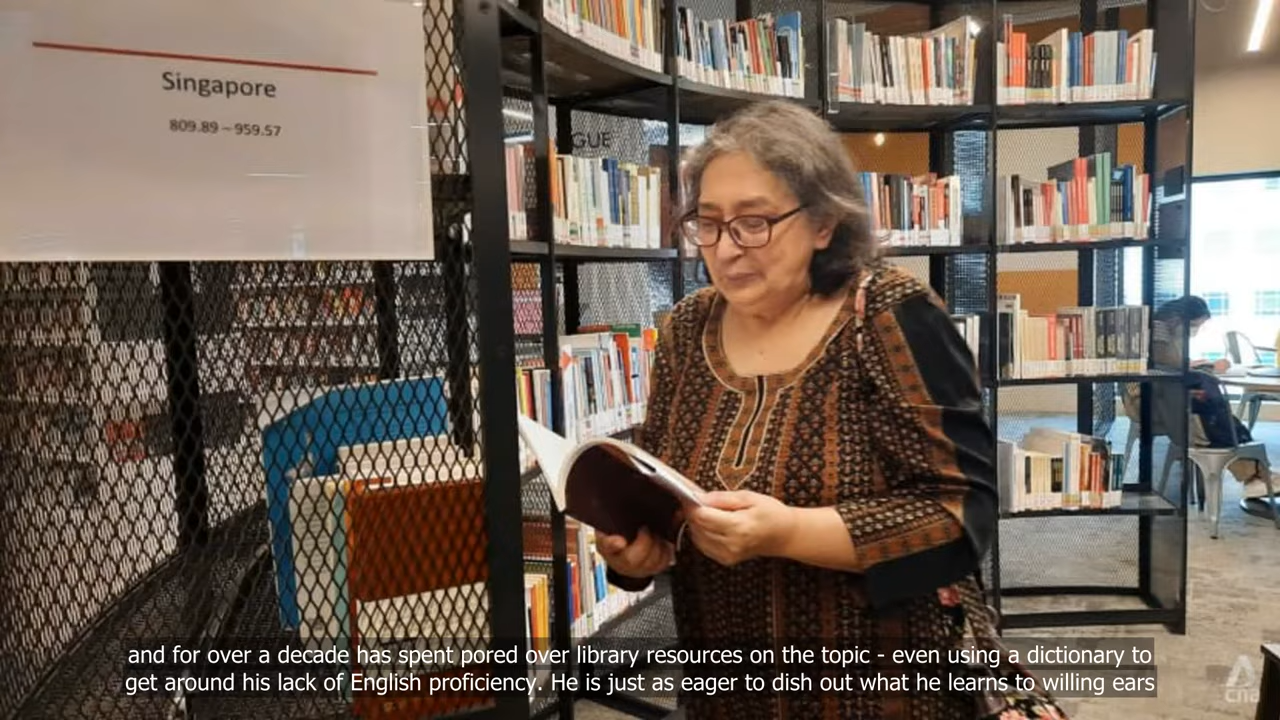 Singapore
809.89 – 959.57
GUE
and for over a decade has spent pored over library resources on the topic - even using a dictionary to
get around his lack of English proficiency. He is just as eager to dish out what he learns to willing ears
cna